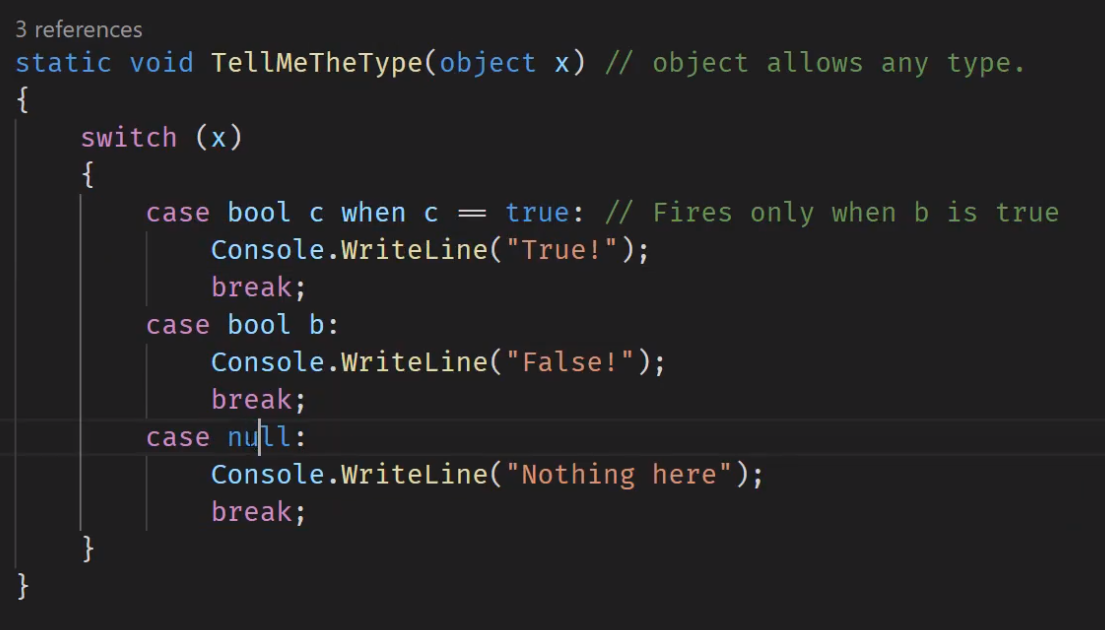 3 references
static void TellMeTheType(object x) // object allows any type.
{
switch (x)
{
case bool c when c == true: // Fires only when b is true
Console.WriteLine("True!");
break;
case bool b:
Console.WriteLine("False!");
break;
case null:
Console.WriteLine("Nothing here");
break;
}
}